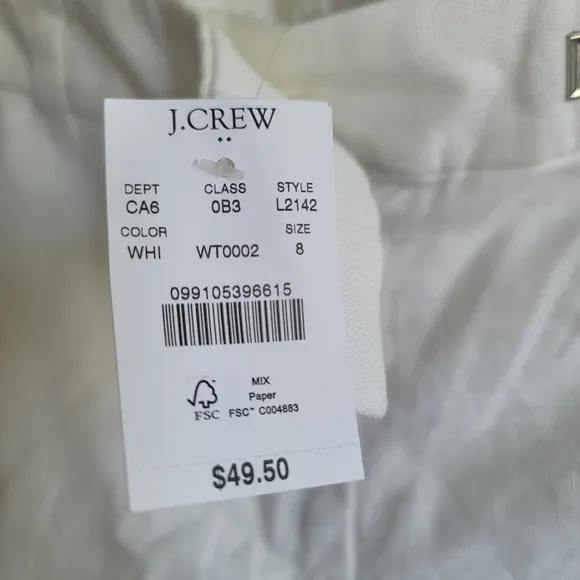 J.CREW
DEPT CLASS STYLE
CA6 0B3 L2142
COLOR SIZE
WHI WT0002 8
099105396615
MIX
Paper
FSC FSC™ C004883
$49.50